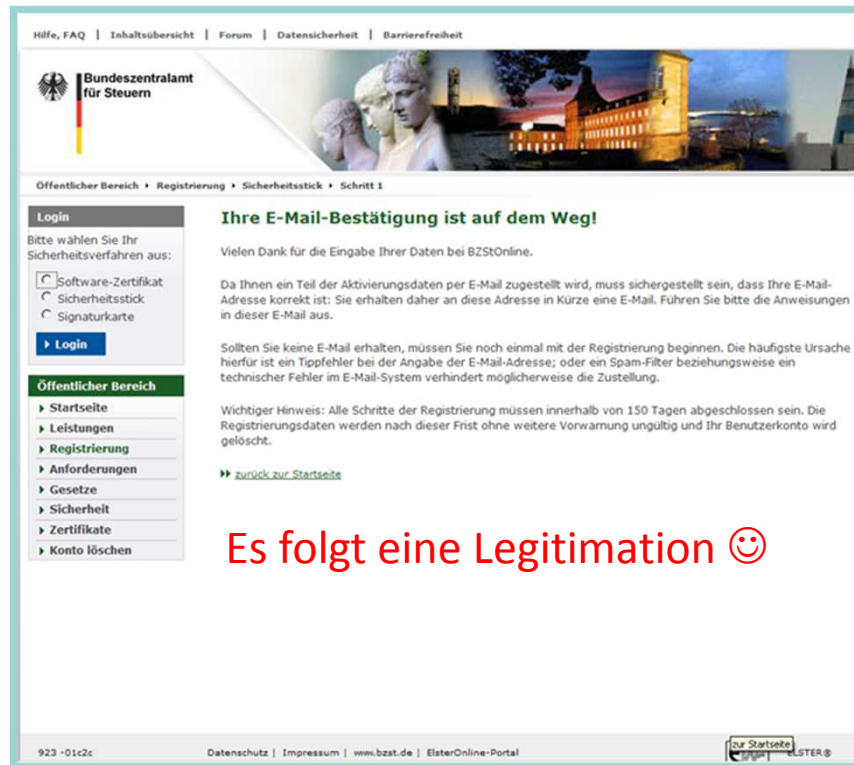 Hilfe, FAQ | Inhaltsübersicht | Forum | Datensicherheit | Barrierefreiheit
Bundeszentralamt
für Steuern
Öffentlicher Bereich ▸ Registrierung ▸ Sicherheitsstick ▸ Schritt 1
Login
Bitte wählen Sie Ihr
Sicherheitsverfahren aus:
Software-Zertifikat
Sicherheitsstick
Signaturkarte
Login
Öffentlicher Bereich
Startseite
Leistungen
Registrierung
Anforderungen
Gesetze
Sicherheit
Zertifikate
Konto löschen
Ihre E-Mail-Bestätigung ist auf dem Weg!
Vielen Dank für die Eingabe Ihrer Daten bei BZStOnline.
Da Ihnen ein Teil der Aktivierungsdaten per E-Mail zugestellt wird, muss sichergestellt sein, dass Ihre E-Mail-
Adresse korrekt ist: Sie erhalten daher an diese Adresse in Kürze eine E-Mail. Führen Sie bitte die Anweisungen
in dieser E-Mail aus.
Sollten Sie keine E-Mail erhalten, müssen Sie noch einmal mit der Registrierung beginnen. Die häufigste Ursache
hierfür ist ein Tippfehler bei der Angabe der E-Mail-Adresse; oder ein Spam-Filter beziehungsweise ein
technischer Fehler im E-Mail-System verhindert möglicherweise die Zustellung.
Wichtiger Hinweis: Alle Schritte der Registrierung müssen innerhalb von 150 Tagen abgeschlossen sein. Die
Registrierungsdaten werden nach dieser Frist ohne weitere Vorwarnung ungültig und Ihr Benutzerkonto wird
gelöscht.
zurück zur Startseite
Es folgt eine Legitimation ☺
923 -01c2c
Datenschutz | Impressum | www.bzst.de | ElsterOnline-Portal
zur Startseite
ELSTER®